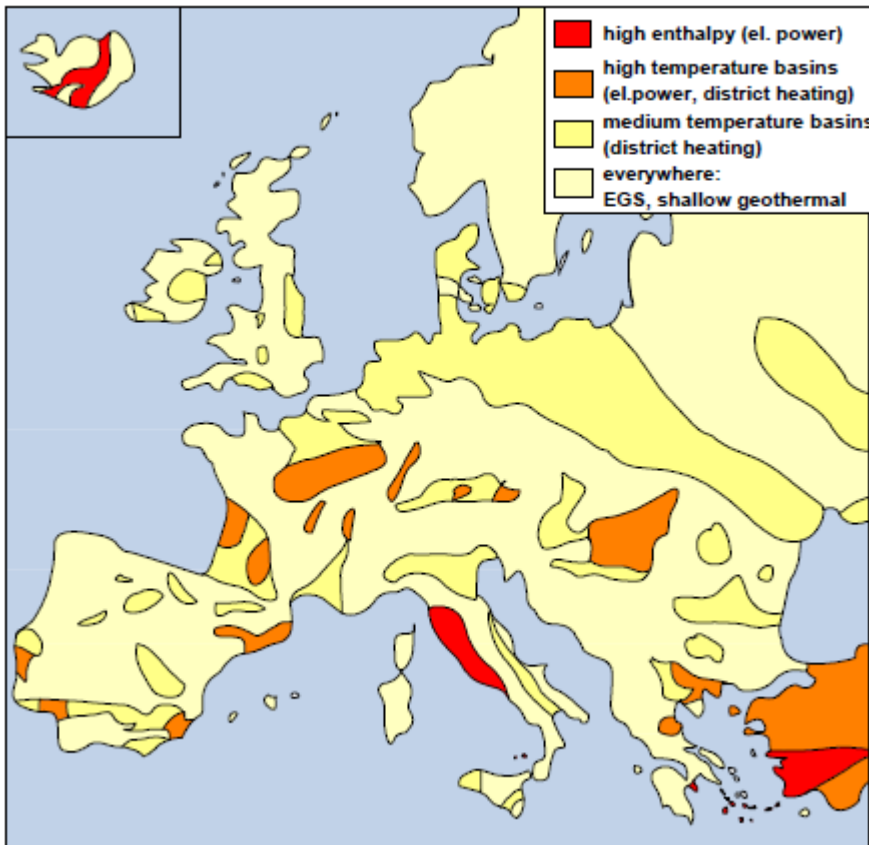 high enthalpy (el. power)
high temperature basins
(el.power, district heating)
medium temperature basins
(district heating)
everywhere:
EGS, shallow geothermal